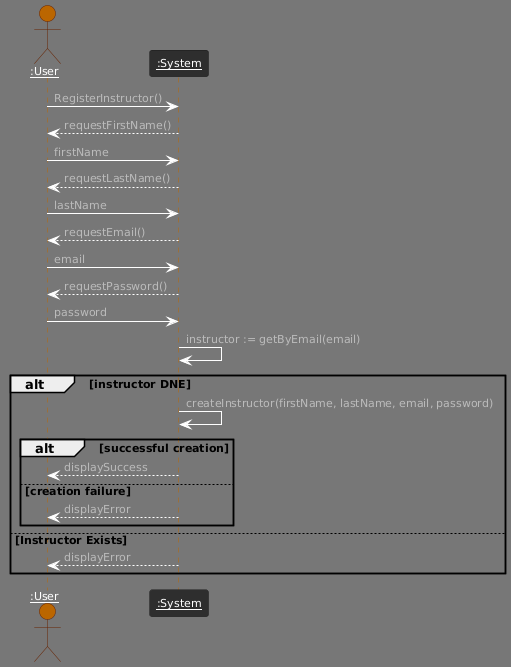 :User
:System
RegisterInstructor()
requestFirstName()
firstName
requestLastName()
lastName
requestEmail()
email
requestPassword()
password
instructor := getByEmail(email)
alt [instructor DNE]
createInstructor(firstName, lastName, email, password)
alt [successful creation]
displaySuccess
[creation failure]
displayError
[Instructor Exists]
displayError
:User
:System